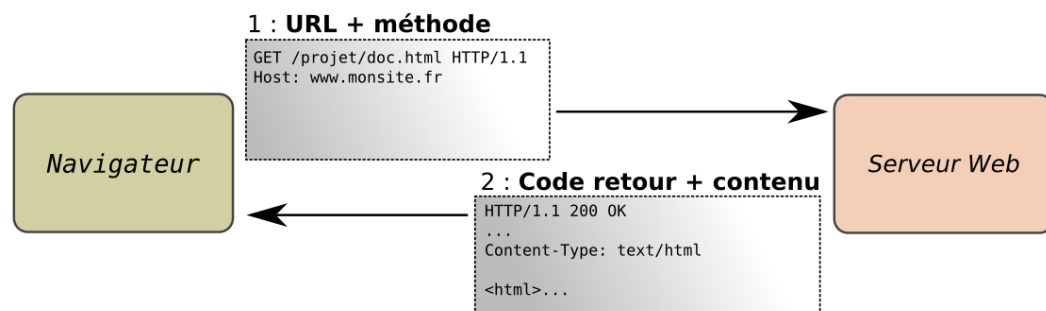 1 : URL + méthode
GET /projet/doc.html HTTP/1.1
Host: www.monsite.fr
Navigateur
Serveur Web
2 : Code retour + contenu
HTTP/1.1 200 OK
...
Content-Type: text/html
<html>...